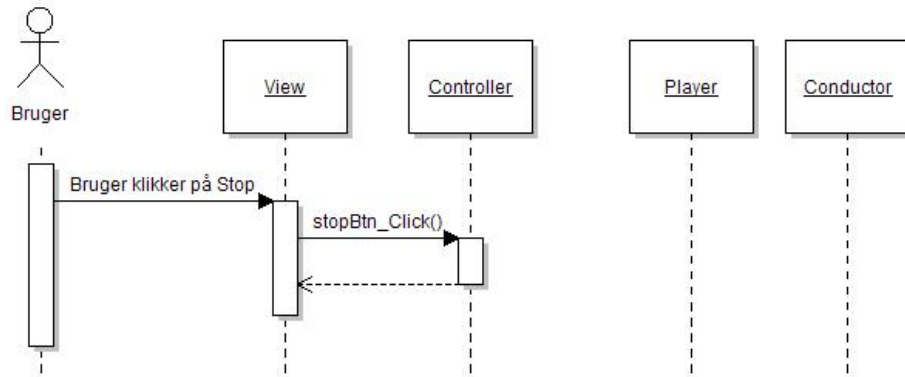 Bruger
View
Controller
Player
Conductor
Bruger klikker på Stop
stopBtn_Click()